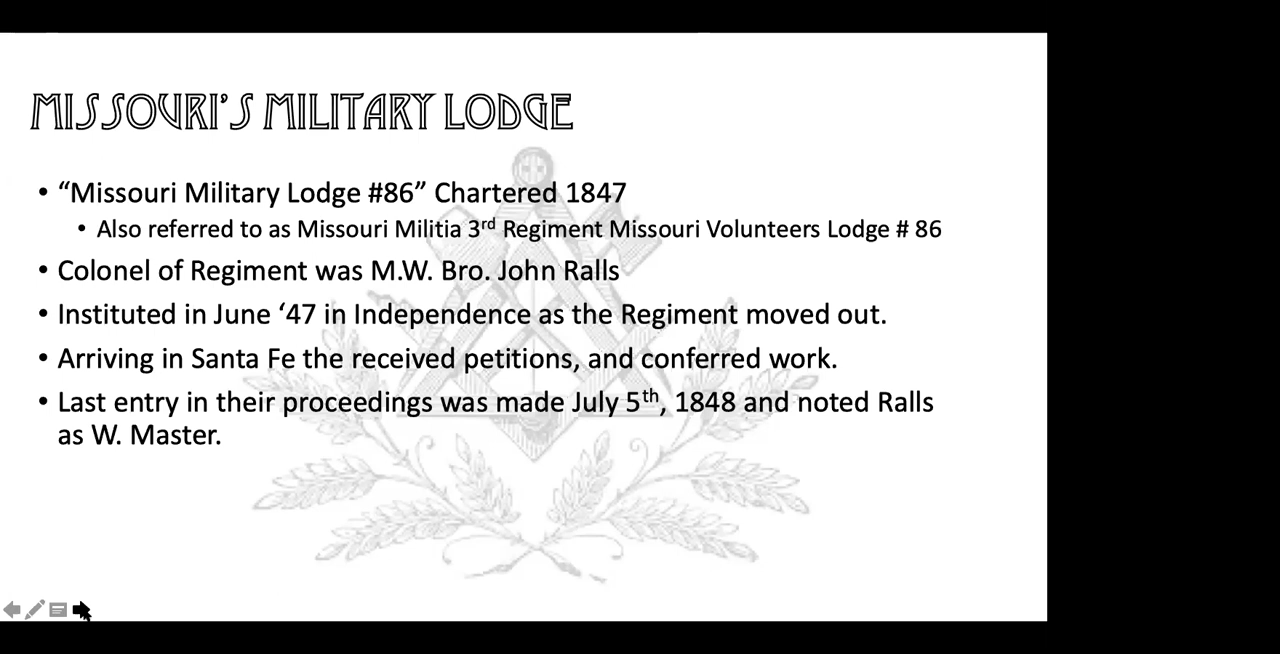 MISSOURI'S MILITARY LODGE
• “Missouri Military Lodge #86” Chartered 1847
• Also referred to as Missouri Militia 3rd Regiment Missouri Volunteers Lodge # 86
• Colonel of Regiment was M.W. Bro. John Ralls
• Instituted in June ‘47 in Independence as the Regiment moved out.
• Arriving in Santa Fe the received petitions, and conferred work.
• Last entry in their proceedings was made July 5th, 1848 and noted Ralls
as W. Master.